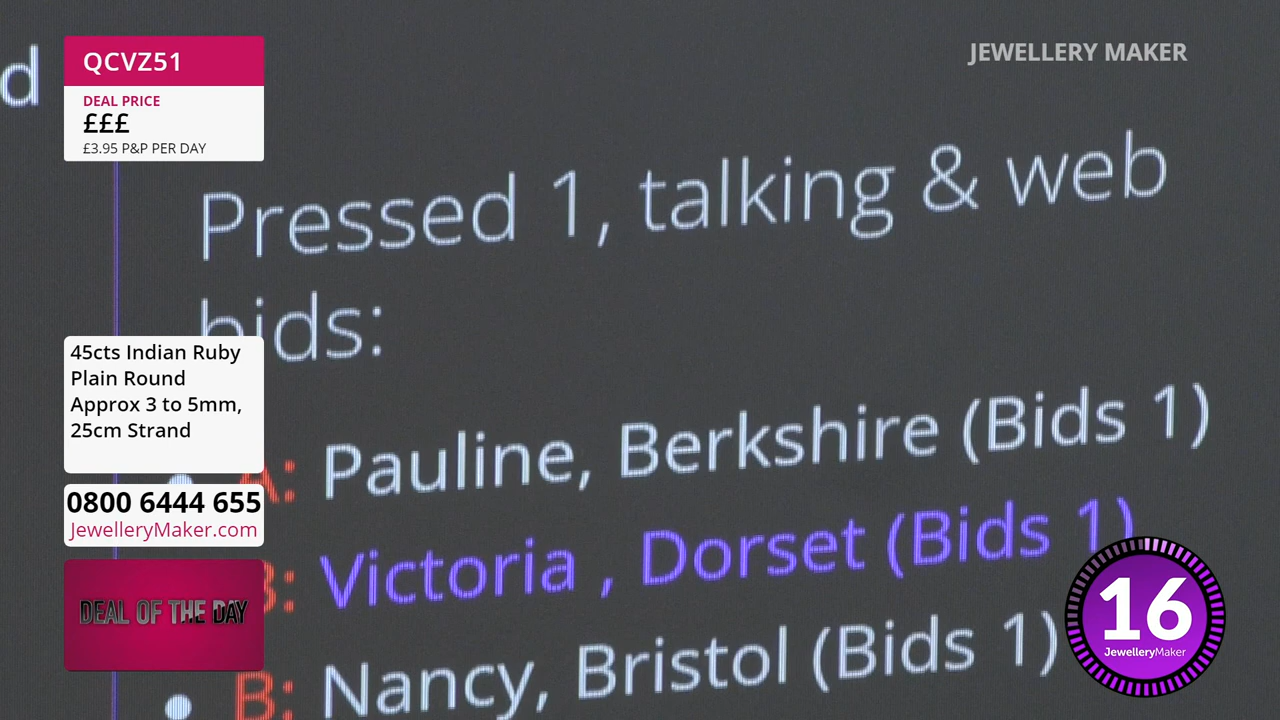 d
QCVZ51
DEAL PRICE
£££
£3.95 P&P PER DAY
JEWELLERY MAKER
Pressed 1, talking & web
bids:
45cts Indian Ruby
Plain Round
Approx 3 to 5mm,
25cm Strand
A: Pauline, Berkshire (Bids 1)
0800 6444 655
JewelleryMaker.com
B: Victoria , Dorset (Bids 1)
DEAL OF THE DAY
16
JewelleryMaker
B: Nancy, Bristol (Bids 1)